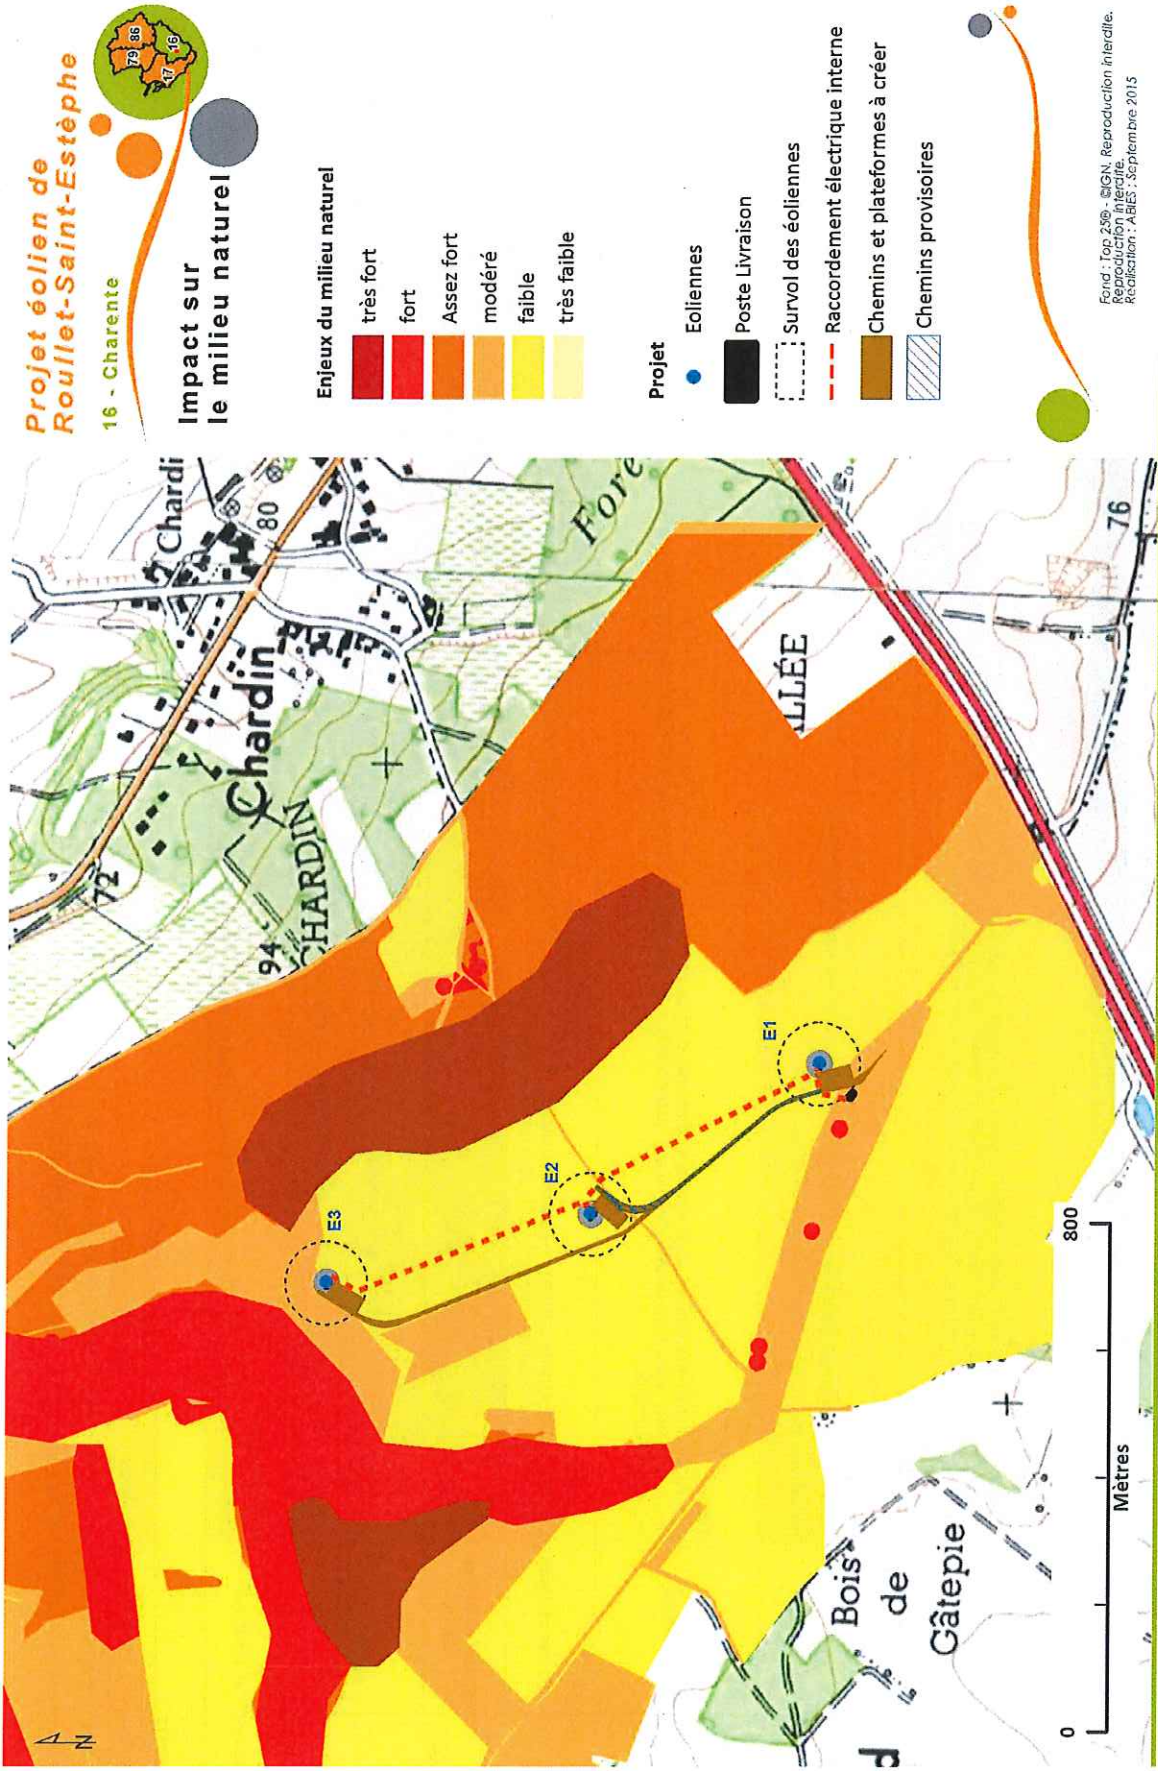 Projet éolien de
Roullet-Saint-Estèphe
16 - Charente
79
86
17
16
Impact sur
le milieu naturel
Enjeux du milieu naturel
très fort
fort
Assez fort
modéré
faible
très faible
Projet
Eoliennes
Poste Livraison
Survol des éoliennes
Raccordement électrique interne
Chemins et plateformes à créer
Chemins provisoires
Fond : Top 25® - ©IGN. Reproduction interdite.
Reproduction interdite.
Réalisation : ABIES : Septembre 2015
Chardi
80
Chardin
CHARDIN
72
94
Fore
LLÉE
76
E1
E2
E3
Bois
de
Gâtepie
d
N
0
800
Mètres